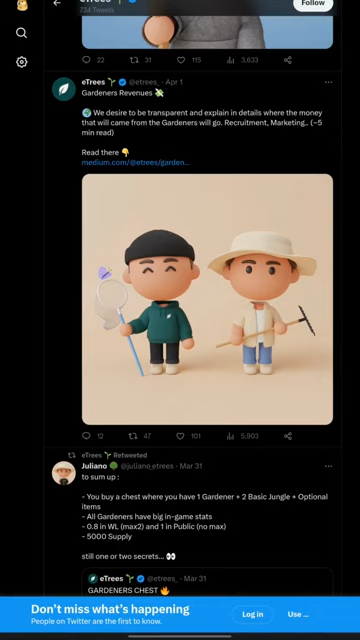 eTrees
734 Tweets
Follow
22 31 115 3,633
eTrees @etrees_ · Apr 1
Gardeners Revenues 💸
🌍 We desire to be transparent and explain in details where the money
that will came from the Gardeners will go. Recruitment, Marketing.. (~5
min read)
Read there 👇
medium.com/@etrees/garden...
12 47 101 5,903
eTrees 🌱 Retweeted
Juliano 🌳 @juliano_etrees · Mar 31
to sum up :
- You buy a chest where you have 1 Gardener + 2 Basic Jungle + Optional
items
- All Gardeners have big in-game stats
- 0.8 in WL (max2) and 1 in Public (no max)
- 5000 Supply
still one or two secrets... 👀
eTrees 🌱 @etrees_ · Mar 31
GARDENERS CHEST 🔥
Don't miss what's happening
People on Twitter are the first to know.
Log in
Use ...